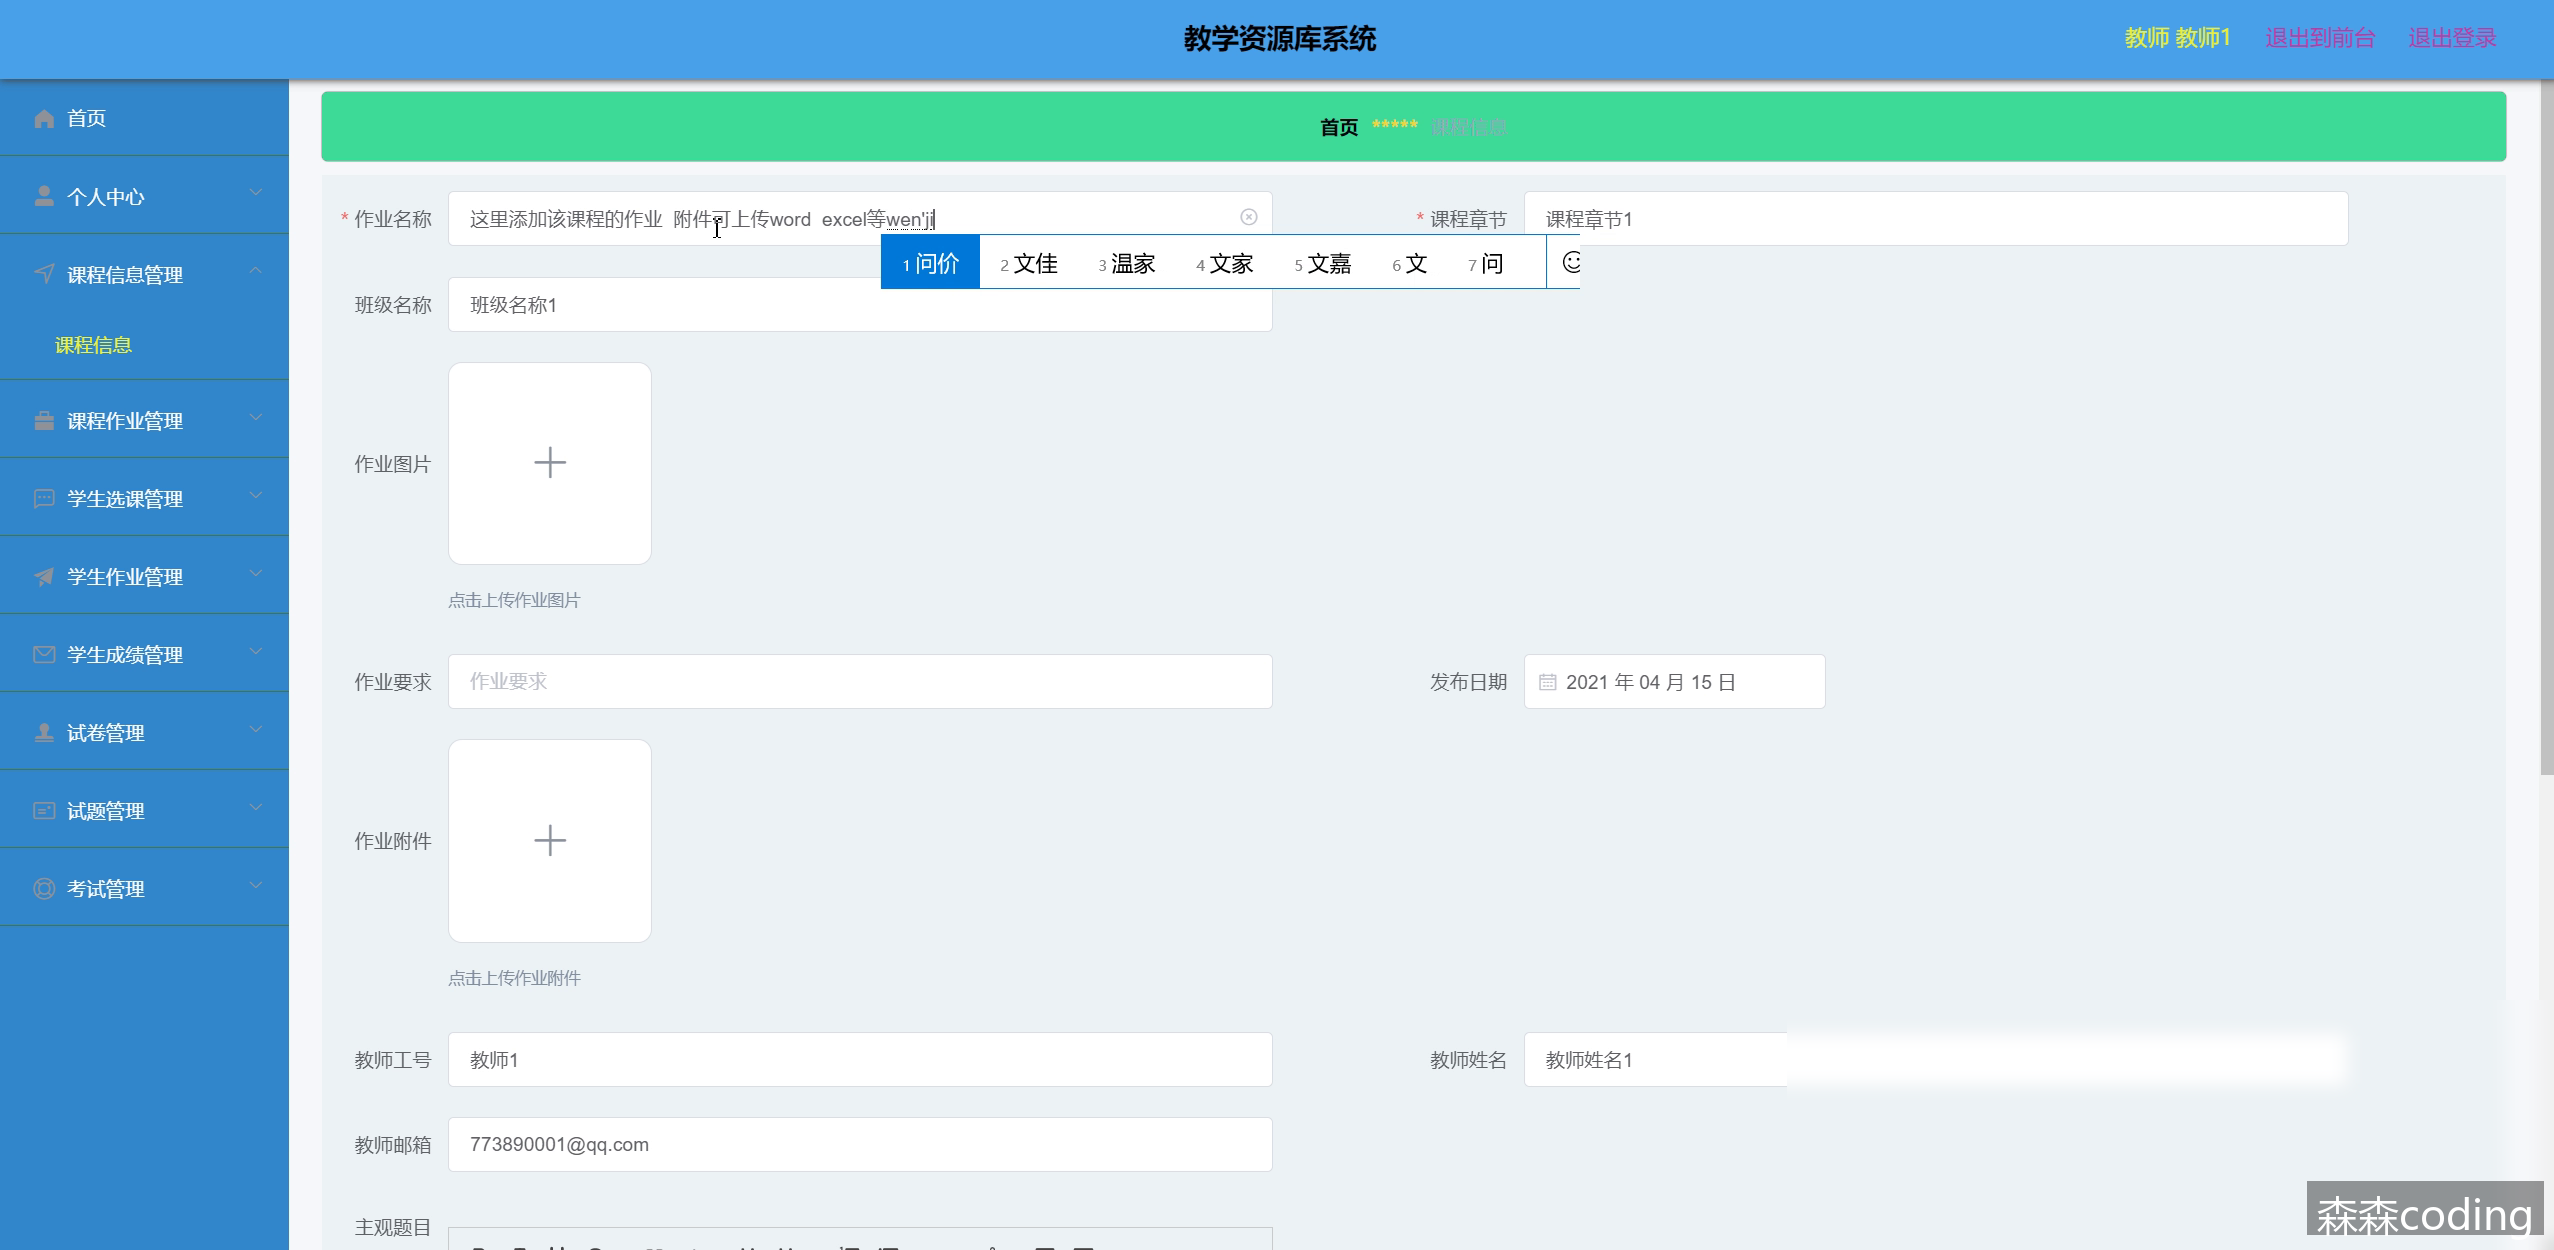 教学资源库系统
教师 教师1 退出到前台 退出登录
首页
个人中心
课程信息管理
课程信息
课程作业管理
学生选课管理
学生作业管理
学生成绩管理
试卷管理
试题管理
考试管理
首页 ***** 课程信息
* 作业名称 这里添加该课程的作业 附件可上传word excel等wen'ji
* 课程章节 课程章节1
1 问价 2 文佳 3 温家 4 文家 5 文嘉 6 文 7 问
班级名称 班级名称1
作业图片
点击上传作业图片
作业要求 作业要求
发布日期 2021 年 04 月 15 日
作业附件
点击上传作业附件
教师工号 教师1
教师姓名 教师姓名1
教师邮箱 773890001@qq.com
主观题目
森森coding